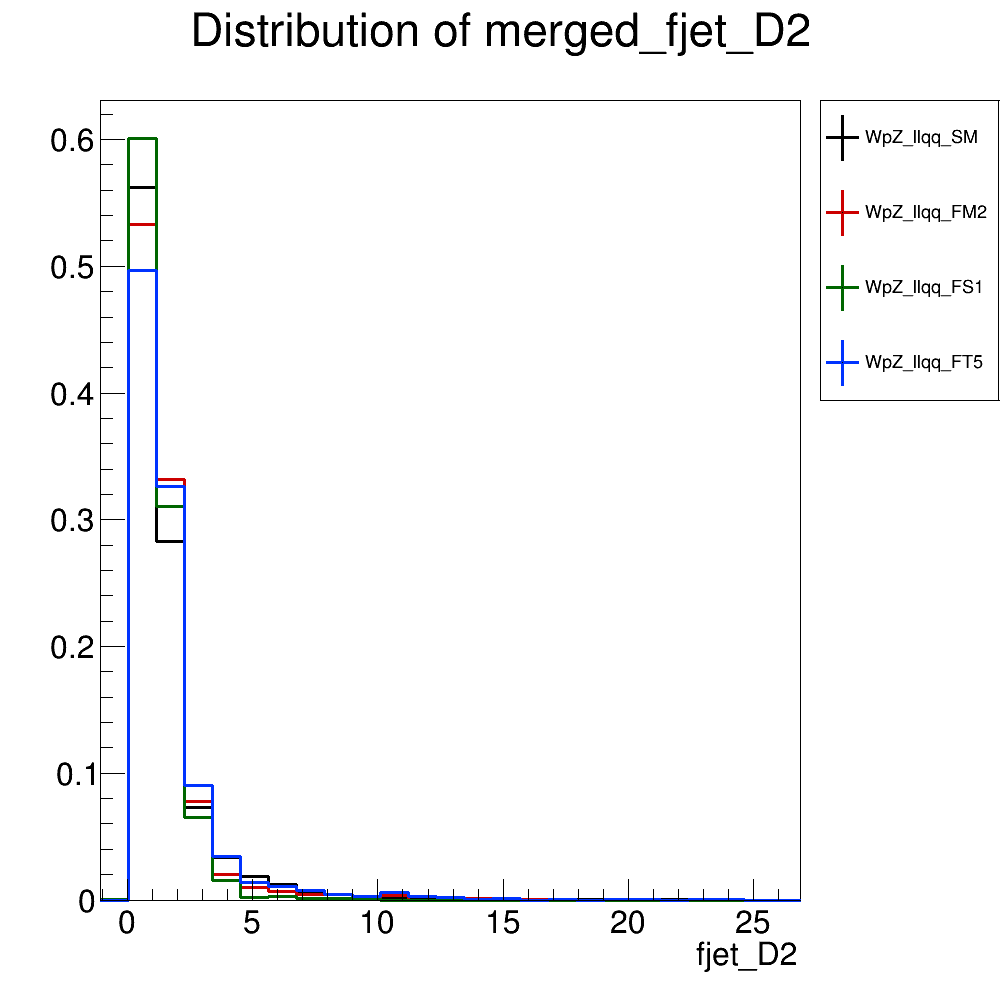 Distribution of merged_fjet_D2
0.6
0.5
0.4
0.3
0.2
0.1
0
0 5 10 15 20 25
fjet_D2
WpZ_llqq_SM
WpZ_llqq_FM2
WpZ_llqq_FS1
WpZ_llqq_FT5